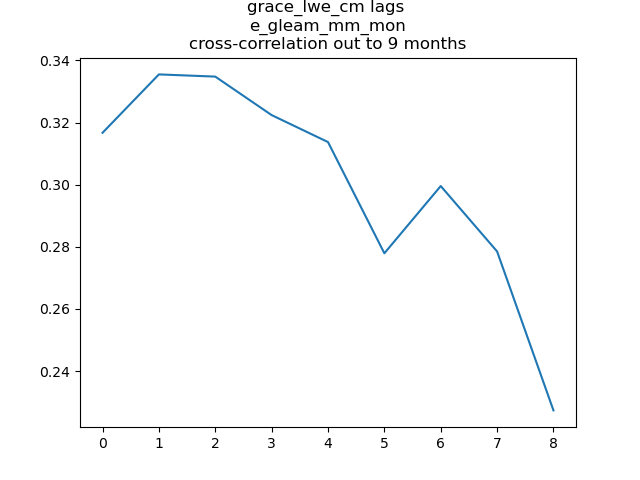 grace_lwe_cm lags
e_gleam_mm_mon
cross-correlation out to 9 months
0.34
0.32
0.30
0.28
0.26
0.24
0 1 2 3 4 5 6 7 8